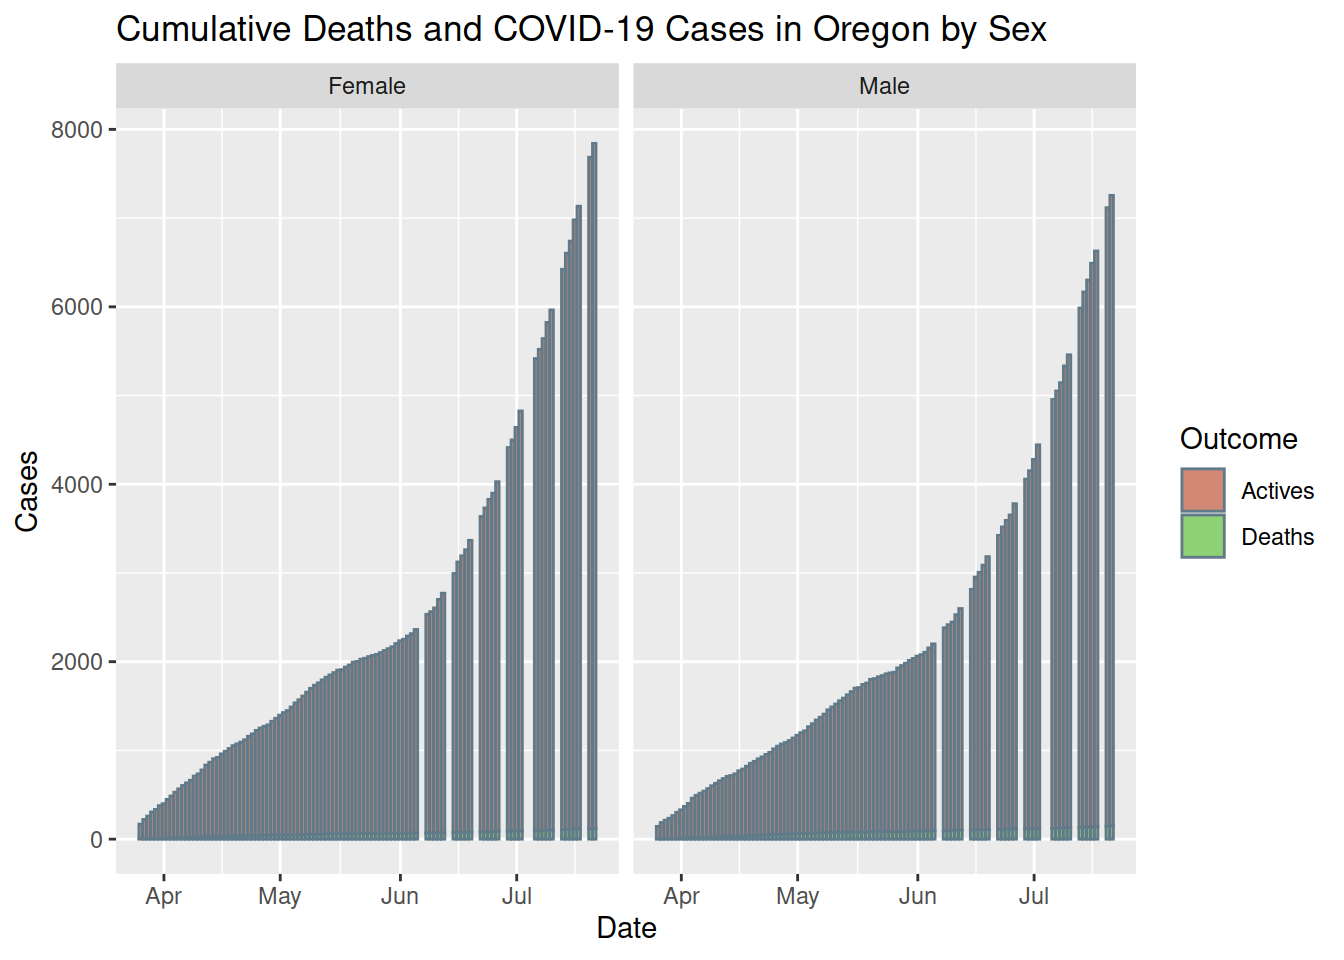 Cumulative Deaths and COVID-19 Cases in Oregon by Sex
Female
Male
8000
6000
4000
2000
0
Cases
Apr
May
Jun
Jul
Apr
May
Jun
Jul
Date
Outcome
Actives
Deaths